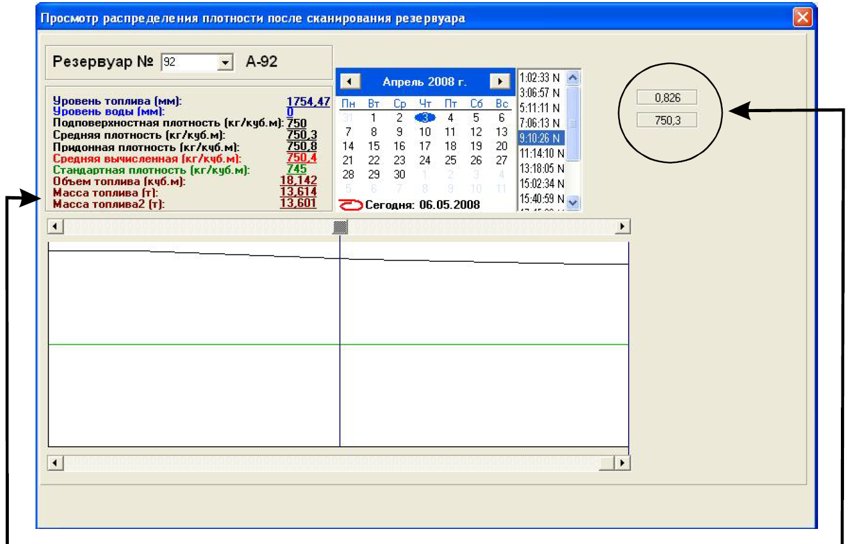 Просмотр распределения плотности после сканирования резервуара
Резервуар № 92 А-92
Уровень топлива (мм): 1754,47
Уровень воды (мм): 0
Подповерхностная плотность (кг/куб.м): 750
Средняя плотность (кг/куб.м): 750,3
Придонная плотность (кг/куб.м): 750,8
Средняя вычисленная (кг/куб.м): 750,4
Стандартная плотность (кг/куб.м): 745
Объем топлива (куб.м): 18,142
Масса топлива (т): 13,614
Масса топлива2 (т): 13,601
Апрель 2008 г.
Пн Вт Ср Чт Пт Сб Вс
31 1 2 3 4 5 6
7 8 9 10 11 12 13
14 15 16 17 18 19 20
21 22 23 24 25 26 27
28 29 30 1 2 3 4
5 6 7 8 9 10 11
Сегодня: 06.05.2008
1:02:33 N
3:06:57 N
5:11:11 N
7:06:13 N
9:10:26 N
11:14:10 N
13:18:05 N
15:02:34 N
15:40:59 N
0,826
750,3